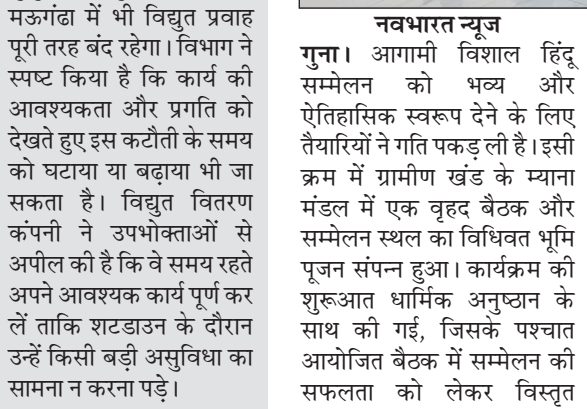 मऊगंढा में भी विद्युत प्रवाह
पूरी तरह बंद रहेगा। विभाग ने
स्पष्ट किया है कि कार्य की
आवश्यकता और प्रगति को
देखते हुए इस कटौती के समय
को घटाया या बढ़ाया भी जा
सकता है। विद्युत वितरण
कंपनी ने उपभोक्ताओं से
अपील की है कि वे समय रहते
अपने आवश्यक कार्य पूर्ण कर
लें ताकि शटडाउन के दौरान
उन्हें किसी बड़ी असुविधा का
सामना न करना पड़े।
नवभारत न्यूज
गुना। आगामी विशाल हिंदू
सम्मेलन को भव्य और
ऐतिहासिक स्वरूप देने के लिए
तैयारियों ने गति पकड़ ली है। इसी
क्रम में ग्रामीण खंड के म्याना
मंडल में एक वृहद बैठक और
सम्मेलन स्थल का विधिवत भूमि
पूजन संपन्न हुआ। कार्यक्रम की
शुरूआत धार्मिक अनुष्ठान के
साथ की गई, जिसके पश्चात
आयोजित बैठक में सम्मेलन की
सफलता को लेकर विस्तृत